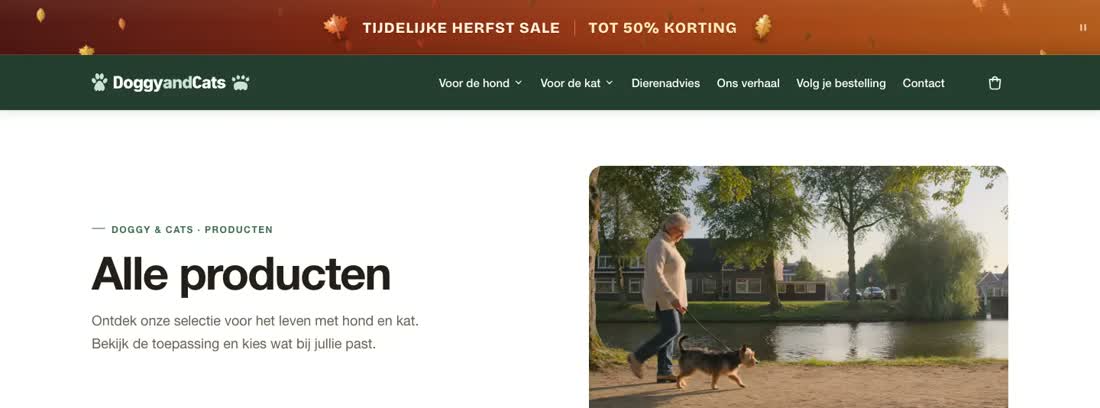 TIJDELIJKE HERFST SALE | TOT 50% KORTING
DoggyandCats
Voor de hond Voor de kat Dierenadvies Ons verhaal Volg je bestelling Contact
DOGGY & CATS · PRODUCTEN
Alle producten
Ontdek onze selectie voor het leven met hond en kat.
Bekijk de toepassing en kies wat bij jullie past.